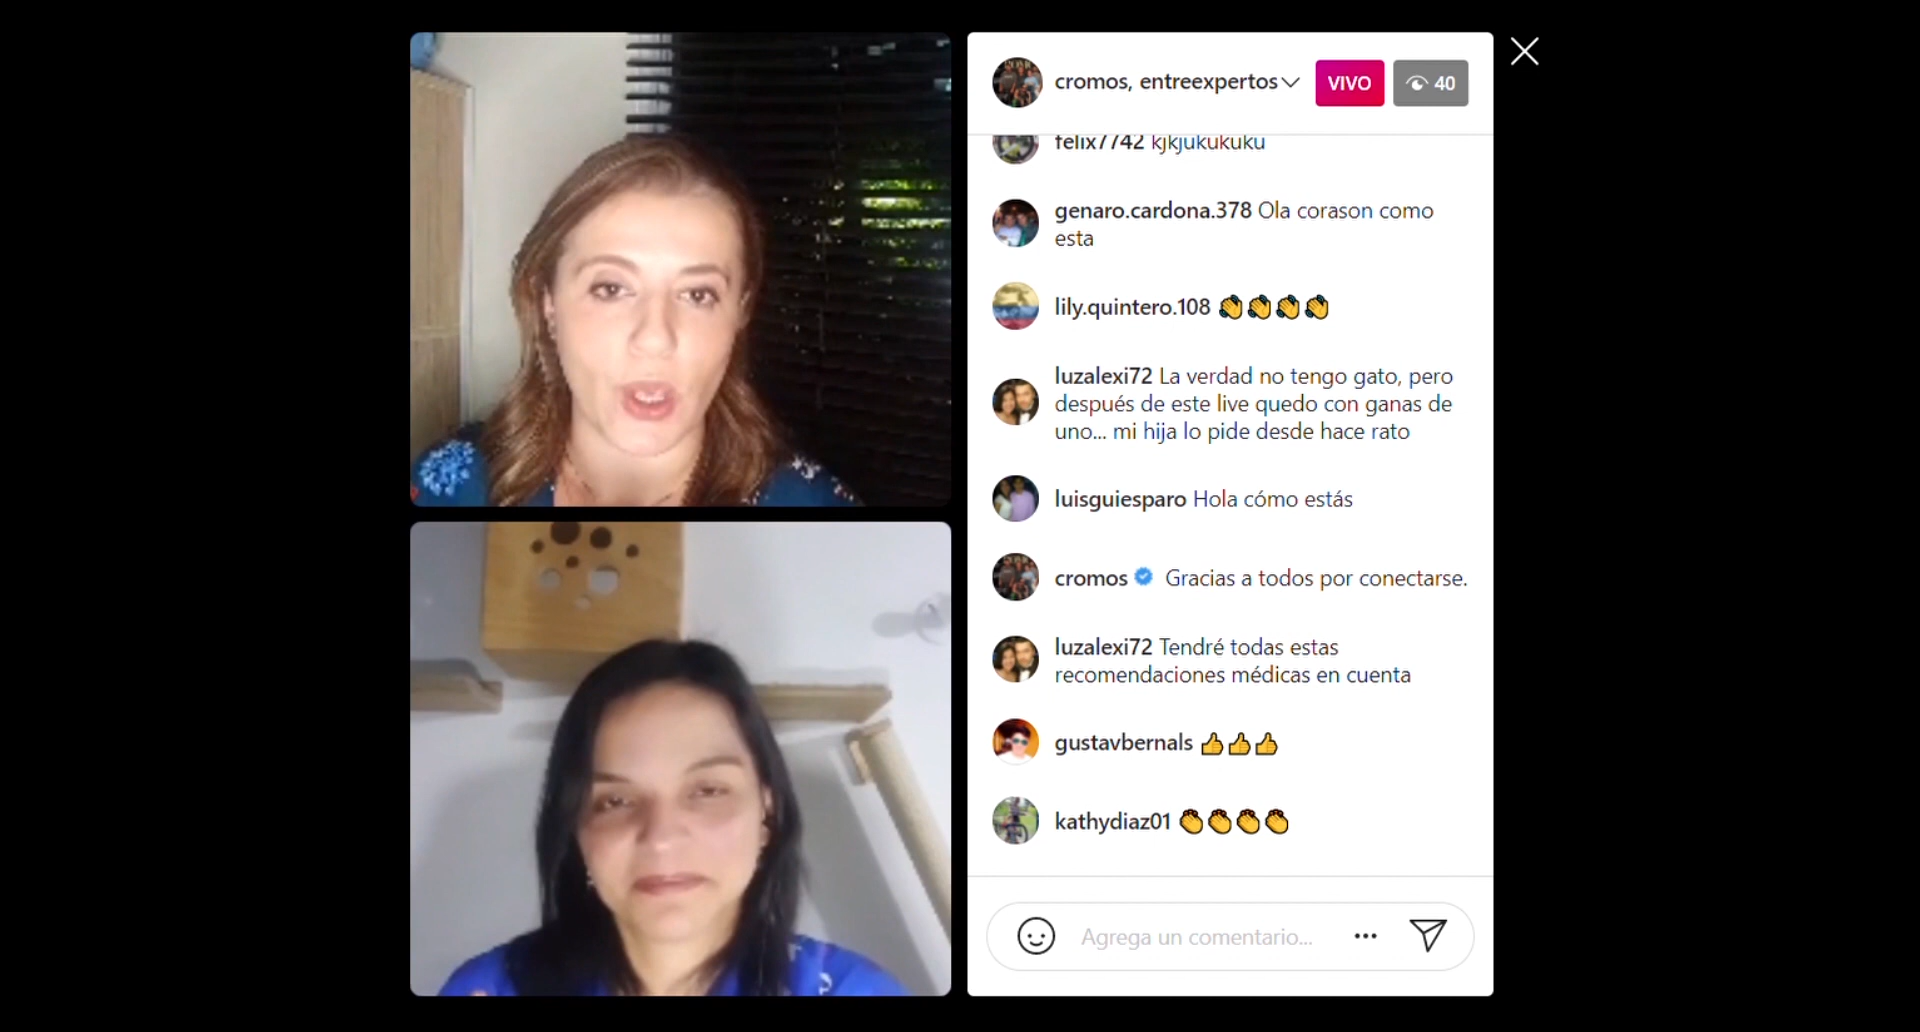 cromos, entreexpertos
VIVO
40
felix7742 kjkjukukuku
genaro.cardona.378 Ola corason como
esta
lily.quintero.108 👏👏👏👏
luzalexi72 La verdad no tengo gato, pero
después de este live quedo con ganas de
uno... mi hija lo pide desde hace rato
luisguiesparo Hola cómo estás
cromos Gracias a todos por conectarse.
luzalexi72 Tendré todas estas
recomendaciones médicas en cuenta
gustavbernals 👍👍👍
kathydiaz01 👏👏👏👏
Agrega un comentario...